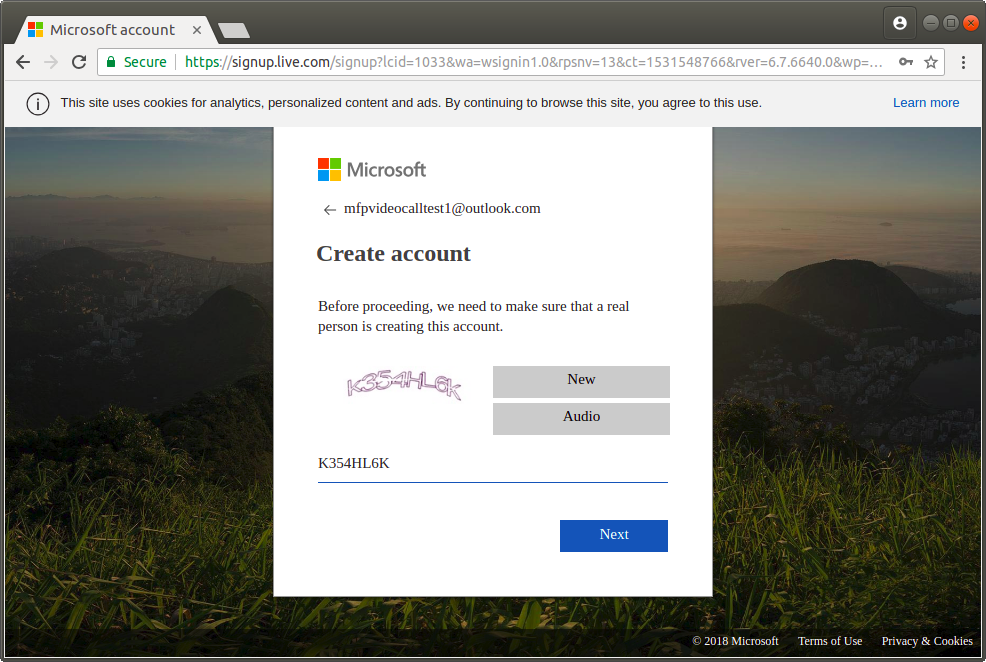 Microsoft account
Secure https://signup.live.com/signup?lcid=1033&wa=wsignin1.0&rpsnv=13&ct=1531548766&rver=6.7.6640.0&wp=...
This site uses cookies for analytics, personalized content and ads. By continuing to browse this site, you agree to this use. Learn more
Microsoft
mfpvideocalltest1@outlook.com
Create account
Before proceeding, we need to make sure that a real
person is creating this account.
K354HL6K
New
Audio
K354HL6K
Next
© 2018 Microsoft Terms of Use Privacy & Cookies